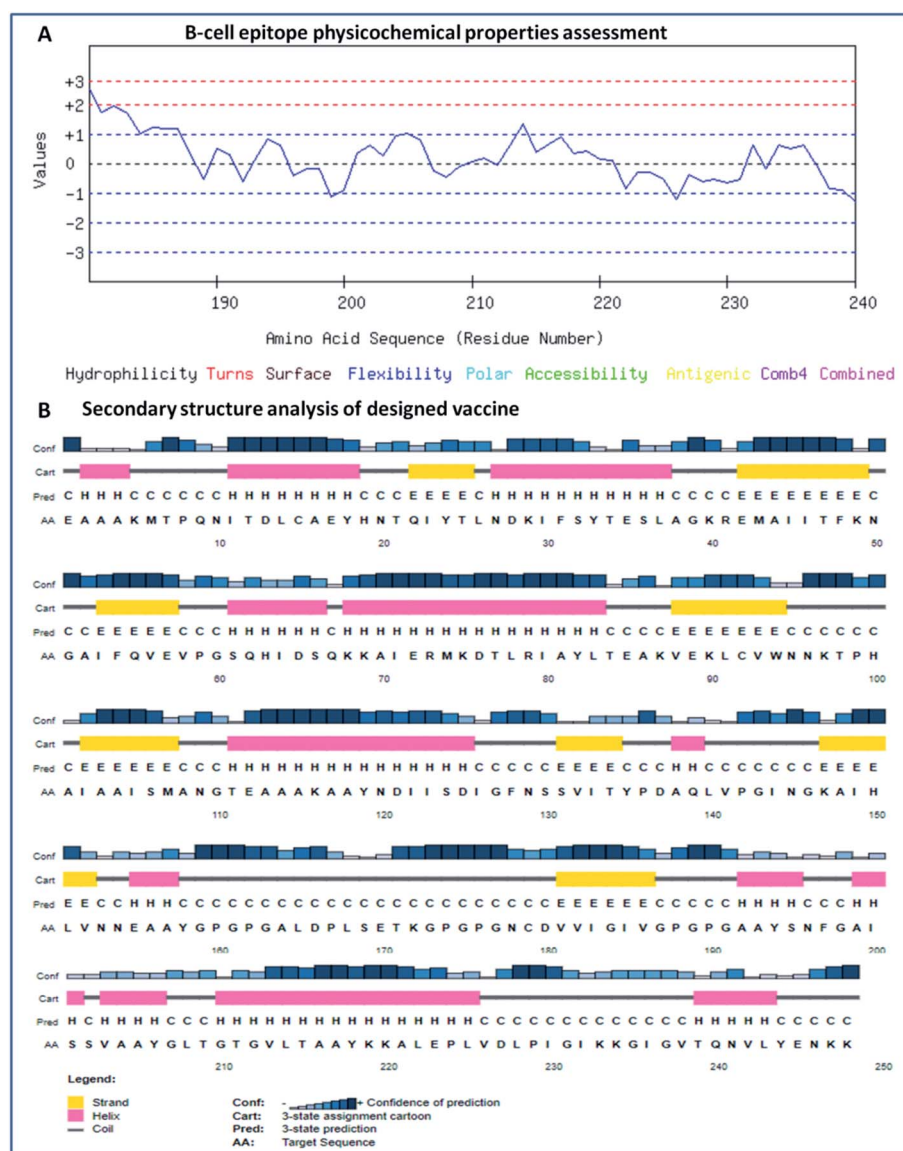 A B-cell epitope physicochemical properties assessment
+3
+2
+1
0
-1
-2
-3
Values
190 200 210 220 230 240
Amino Acid Sequence (Residue Number)
Hydrophilicity Turns Surface Flexibility Polar Accessibility Antigenic Comb4 Combined
B Secondary structure analysis of designed vaccine
Conf
Cart
Pred C H H H C C C C C C H H H H H H H H C C C E E E E C H H H H H H H H H H H C C C C E E E E E E E E C
AA E A A A K M T P Q N I T D L C A E Y H N T Q I Y T L N D K I F S Y T E S L A G K R E M A I I T F K N
10 20 30 40 50
Conf
Cart
Pred C C E E E E E C C C H H H H H H C H H H H H H H H H H H H H H H H C C C C E E E E E E E C C C C C C
AA G A I F Q V E V P G S Q H I D S Q K K A I E R M K D T L R I A Y L T E A K V E K L C V W N N K T P H
60 70 80 90 100
Conf
Cart
Pred C E E E E E E C C C H H H H H H H H H H H H H H H C C C C C E E E E C C C H H C C C C C C C E E E E
AA A I A A I S M A N G T E A A A K A A Y N D I I S D I G F N S S V I T Y P D A Q L V P G I N G K A I H
110 120 130 140 150
Conf
Cart
Pred E E C C H H H C C C C C C C C C C C C C C C C C C C C C C C E E E E E E C C C C C H H H H C C C H H
AA L V N N E A A Y G P G P G A L D P L S E T K G P G P G N C D V V I G I V G P G P G A A Y S N F G A I
160 170 180 190 200
Conf
Cart
Pred H C H H H H C C C H H H H H H H H H H H H H H H H C C C C C C C C C C C C C H H H H H C C C C C
AA S S V A A Y G L T G T G V L T A A Y K K A L E P L V D L P I G I K K G I G V T Q N V L Y E N K K
210 220 230 240 250
Legend:
Strand
Helix
Coil
Conf: - + Confidence of prediction
Cart: 3-state assignment cartoon
Pred: 3-state prediction
AA: Target Sequence